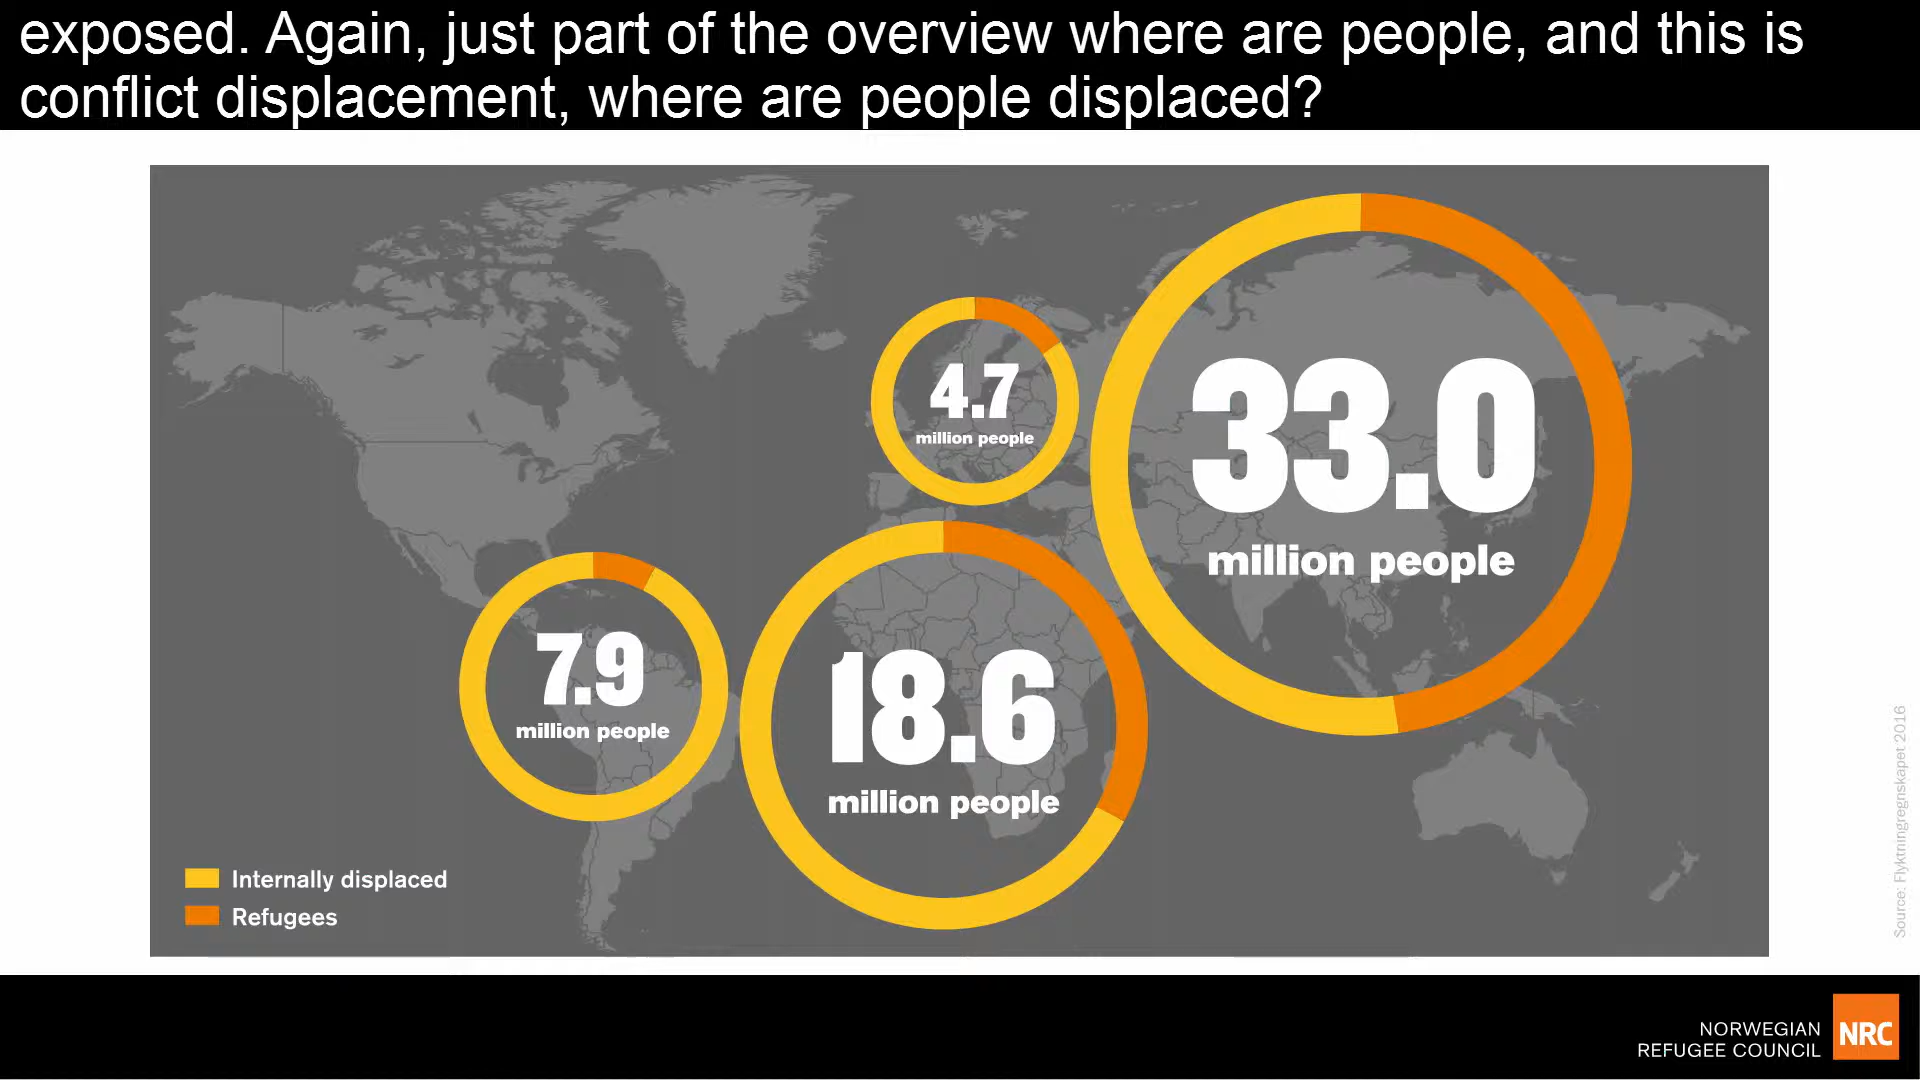 exposed. Again, just part of the overview where are people, and this is
conflict displacement, where are people displaced?
33.0
million people
4.7
million people
7.9
million people
18.6
million people
Internally displaced
Refugees
Source: Flyktningregnskapet 2016
NORWEGIAN
REFUGEE COUNCIL
NRC